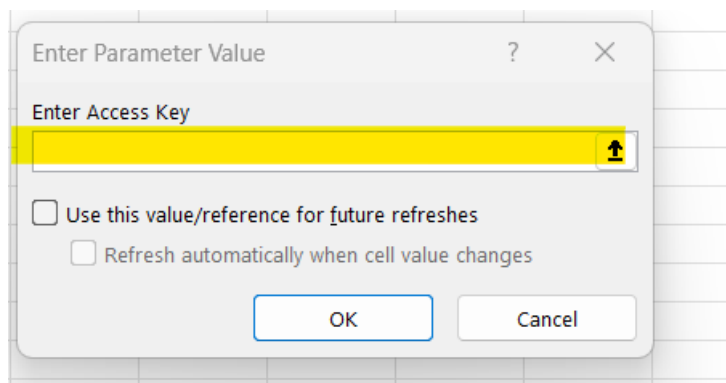 Enter Parameter Value ? ×
Enter Access Key
Use this value/reference for future refreshes
Refresh automatically when cell value changes
OK Cancel